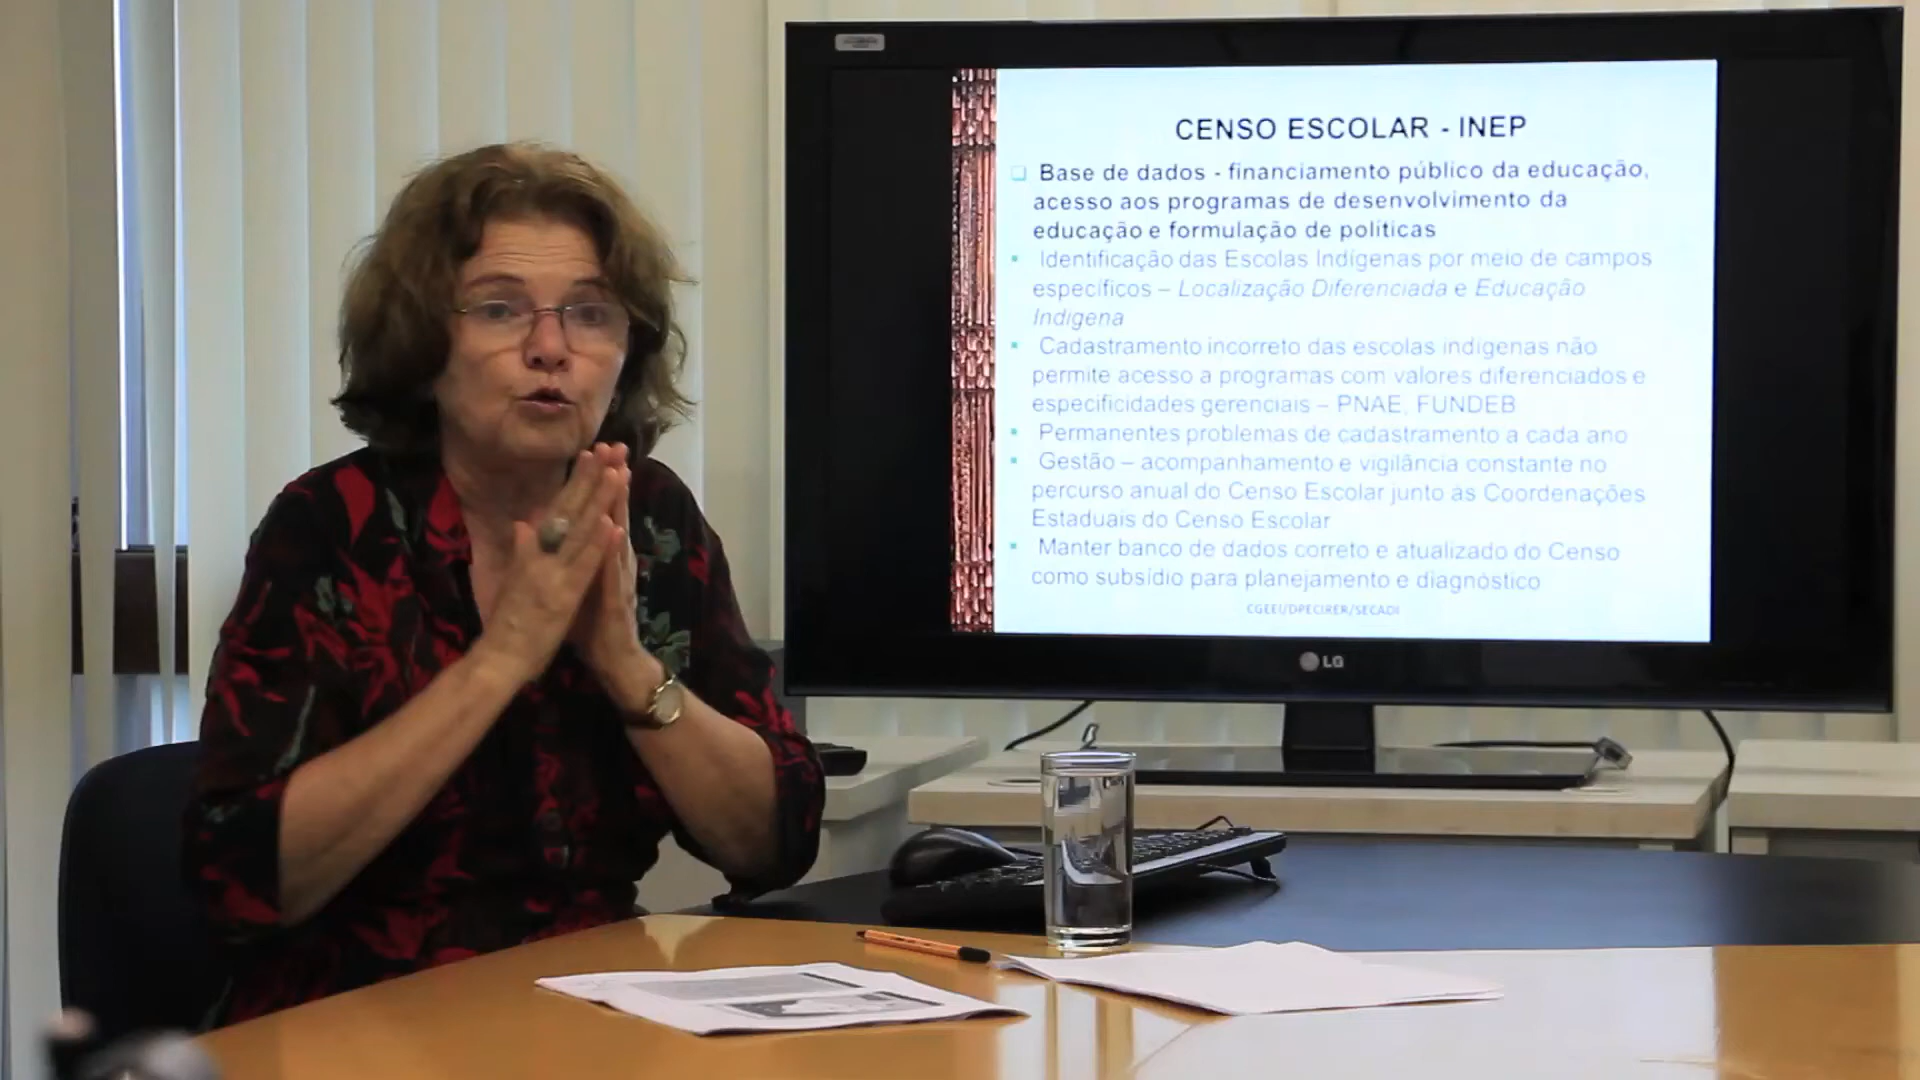 CENSO ESCOLAR - INEP
Base de dados - financiamento público da educação,
acesso aos programas de desenvolvimento da
educação e formulação de políticas
Identificação das Escolas Indígenas por meio de campos
específicos – Localização Diferenciada e Educação
Indígena
Cadastramento incorreto das escolas indígenas não
permite acesso a programas com valores diferenciados e
especificidades gerenciais – PNAE, FUNDEB
Permanentes problemas de cadastramento a cada ano
Gestão – acompanhamento e vigilância constante no
percurso anual do Censo Escolar junto às Coordenações
Estaduais do Censo Escolar
Manter banco de dados correto e atualizado do Censo
como subsídio para planejamento e diagnóstico
CGEEI/DPECIRER/SECADI
LG